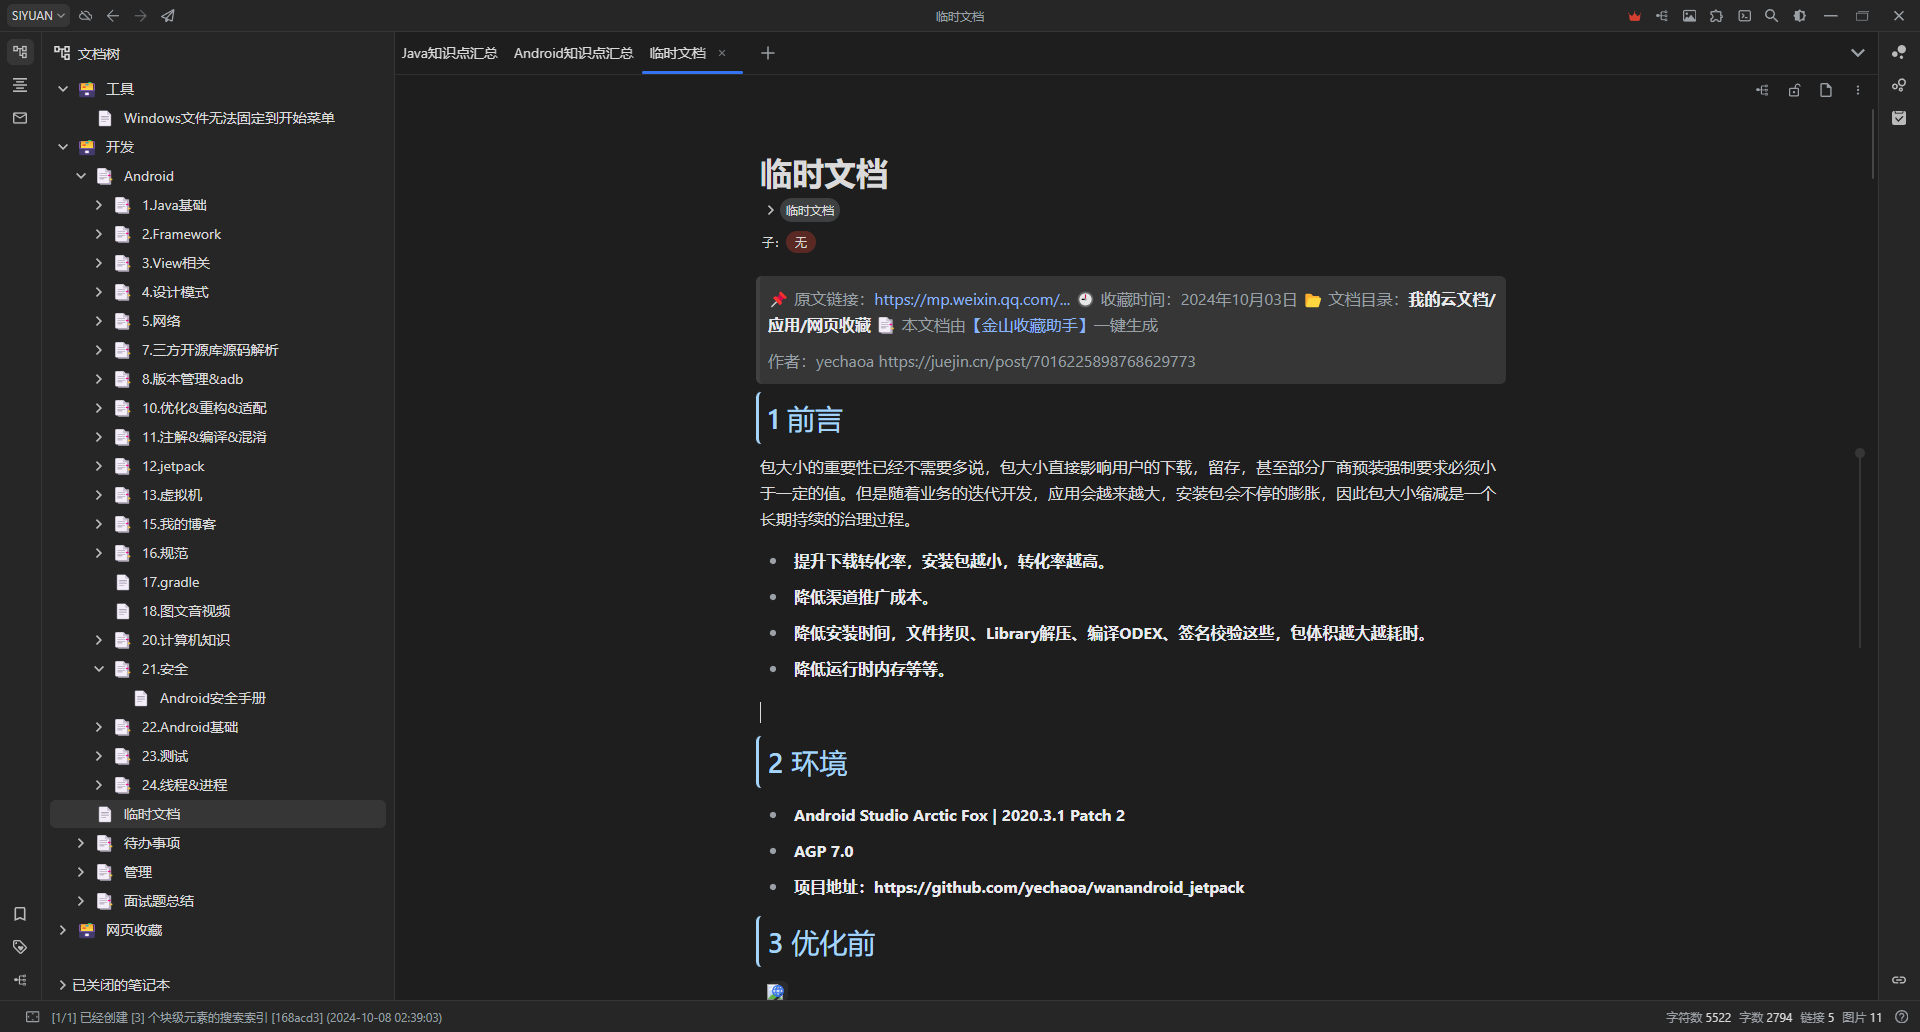 SIYUAN
临时文档
文档树
工具
Windows文件无法固定到开始菜单
开发
Android
1.Java基础
2.Framework
3.View相关
4.设计模式
5.网络
7.三方开源库源码解析
8.版本管理&adb
10.优化&重构&适配
11.注解&编译&混淆
12.jetpack
13.虚拟机
15.我的博客
16.规范
17.gradle
18.图文音视频
20.计算机知识
21.安全
Android安全手册
22.Android基础
23.测试
24.线程&进程
临时文档
待办事项
管理
面试题总结
网页收藏
已关闭的笔记本
Java知识点汇总 Android知识点汇总 临时文档
临时文档
临时文档
子： 无
原文链接：https://mp.weixin.qq.com/... 收藏时间：2024年10月03日 文档目录：我的云文档/
应用/网页收藏 本文档由【金山收藏助手】一键生成
作者：yechaoa https://juejin.cn/post/7016225898768629773
1 前言
包大小的重要性已经不需要多说，包大小直接影响用户的下载，留存，甚至部分厂商预装强制要求必须小
于一定的值。但是随着业务的迭代开发，应用会越来越大，安装包会不停的膨胀，因此包大小缩减是一个
长期持续的治理过程。
提升下载转化率，安装包越小，转化率越高。
降低渠道推广成本。
降低安装时间，文件拷贝、Library解压、编译ODEX、签名校验这些，包体积越大越耗时。
降低运行时内存等等。
2 环境
Android Studio Arctic Fox | 2020.3.1 Patch 2
AGP 7.0
项目地址：https://github.com/yechaoa/wanandroid_jetpack
3 优化前
[1/1] 已经创建 [3] 个块级元素的搜索索引 [168acd3] (2024-10-08 02:39:03)
字符数 5522 字数 2794 链接 5 图片 11